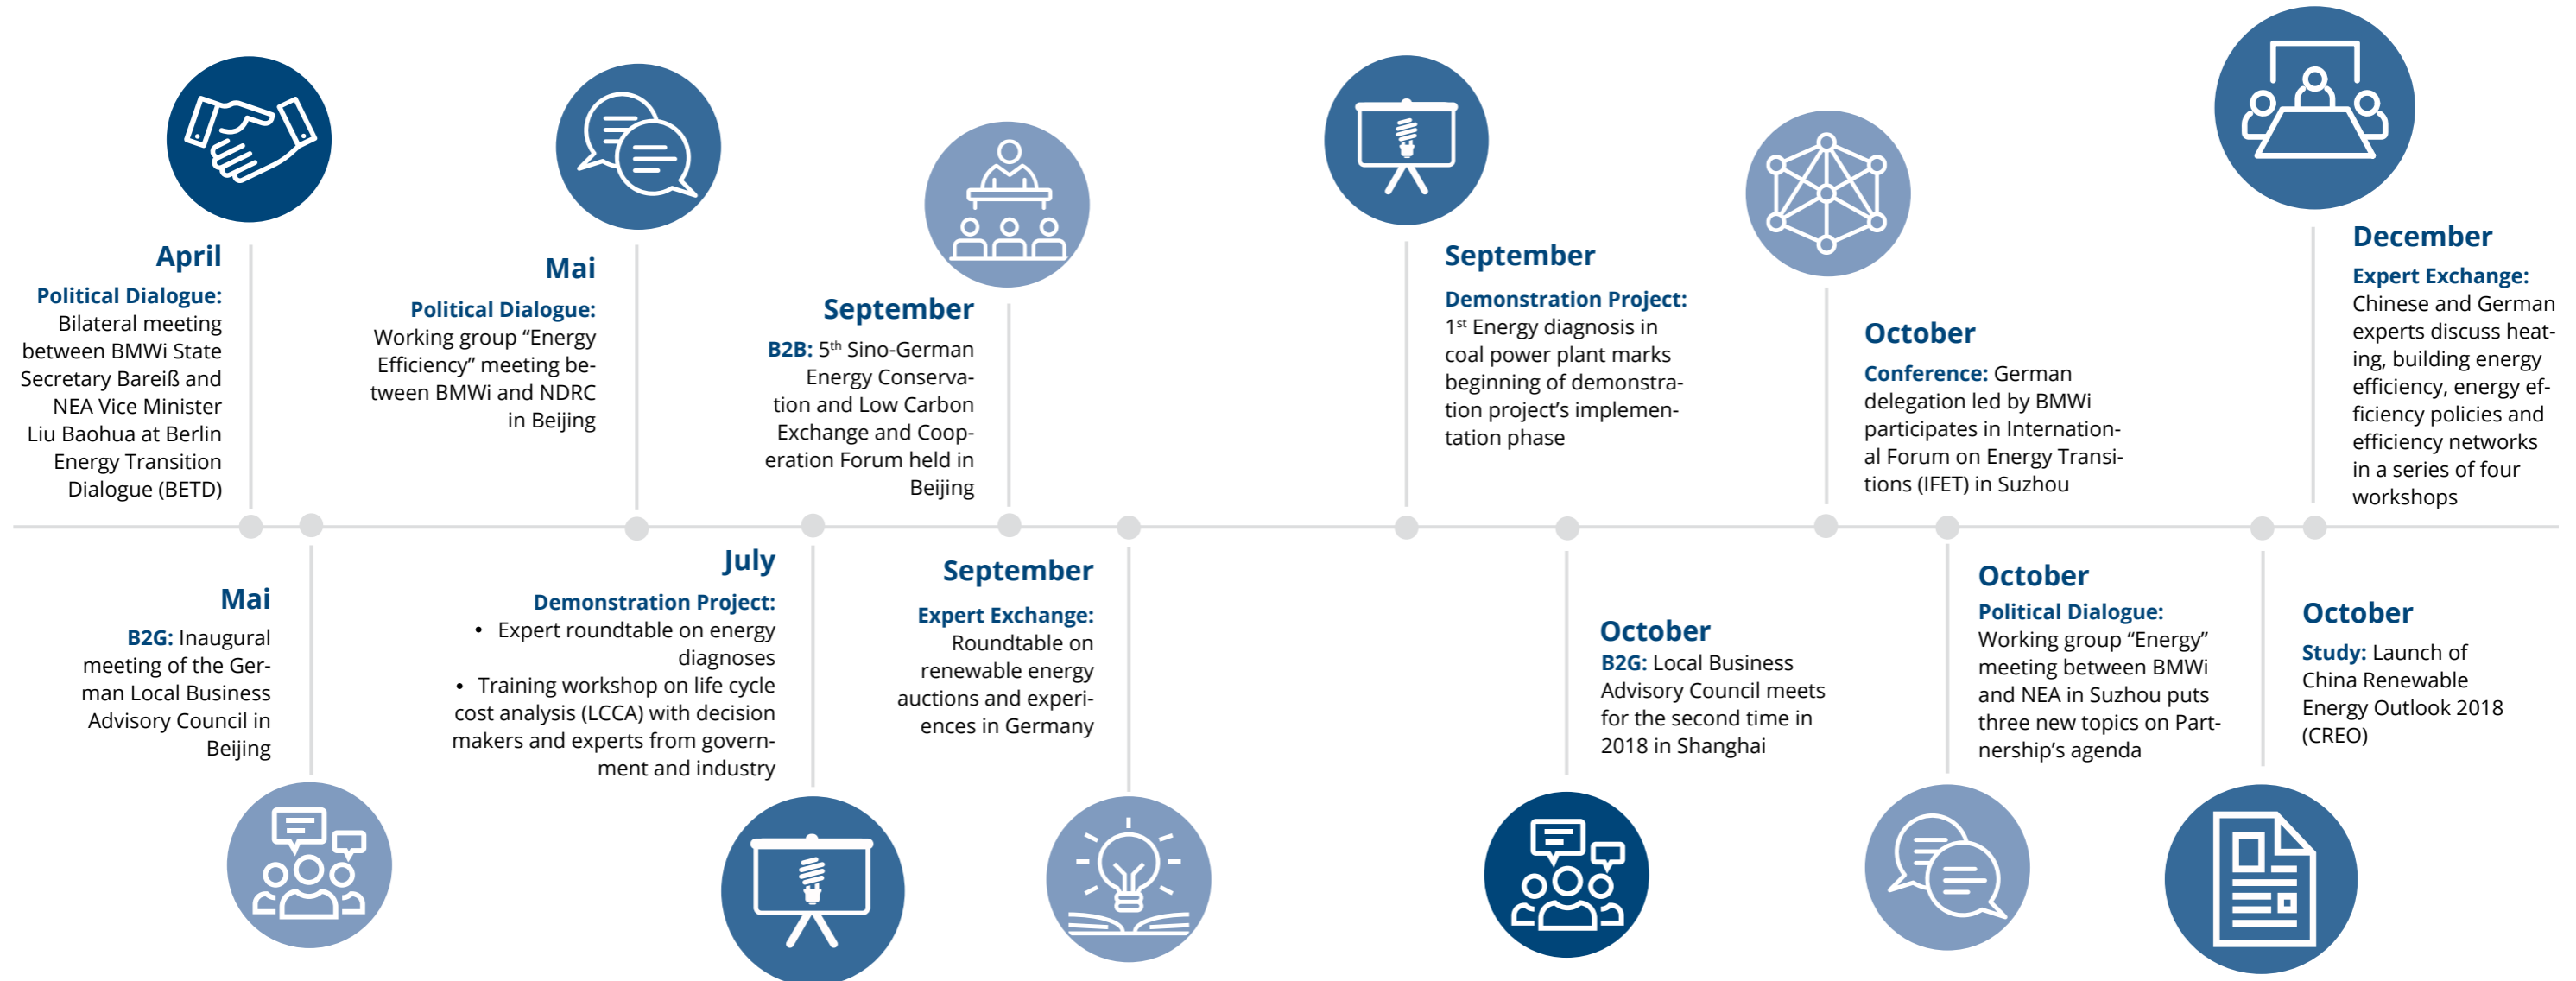 April
Political Dialogue:
Bilateral meeting
between BMWi State
Secretary Bareiß and
NEA Vice Minister
Liu Baohua at Berlin
Energy Transition
Dialogue (BETD)
Mai
B2G: Inaugural
meeting of the Ger-
man Local Business
Advisory Council in
Beijing
Mai
Political Dialogue:
Working group “Energy
Efficiency” meeting be-
tween BMWi and NDRC
in Beijing
July
Demonstration Project:
• Expert roundtable on energy
diagnoses
• Training workshop on life cycle
cost analysis (LCCA) with decision
makers and experts from govern-
ment and industry
September
B2B: 5th Sino-German
Energy Conserva-
tion and Low Carbon
Exchange and Coop-
eration Forum held in
Beijing
September
Expert Exchange:
Roundtable on
renewable energy
auctions and experi-
ences in Germany
September
Demonstration Project:
1st Energy diagnosis in
coal power plant marks
beginning of demonstra-
tion project’s implemen-
tation phase
October
B2G: Local Business
Advisory Council meets
for the second time in
2018 in Shanghai
October
Conference: German
delegation led by BMWi
participates in Internation-
al Forum on Energy Transi-
tions (IFET) in Suzhou
October
Political Dialogue:
Working group “Energy”
meeting between BMWi
and NEA in Suzhou puts
three new topics on Part-
nership’s agenda
October
Study: Launch of
China Renewable
Energy Outlook 2018
(CREO)
December
Expert Exchange:
Chinese and German
experts discuss heat-
ing, building energy
efficiency, energy ef-
ficiency policies and
efficiency networks
in a series of four
workshops